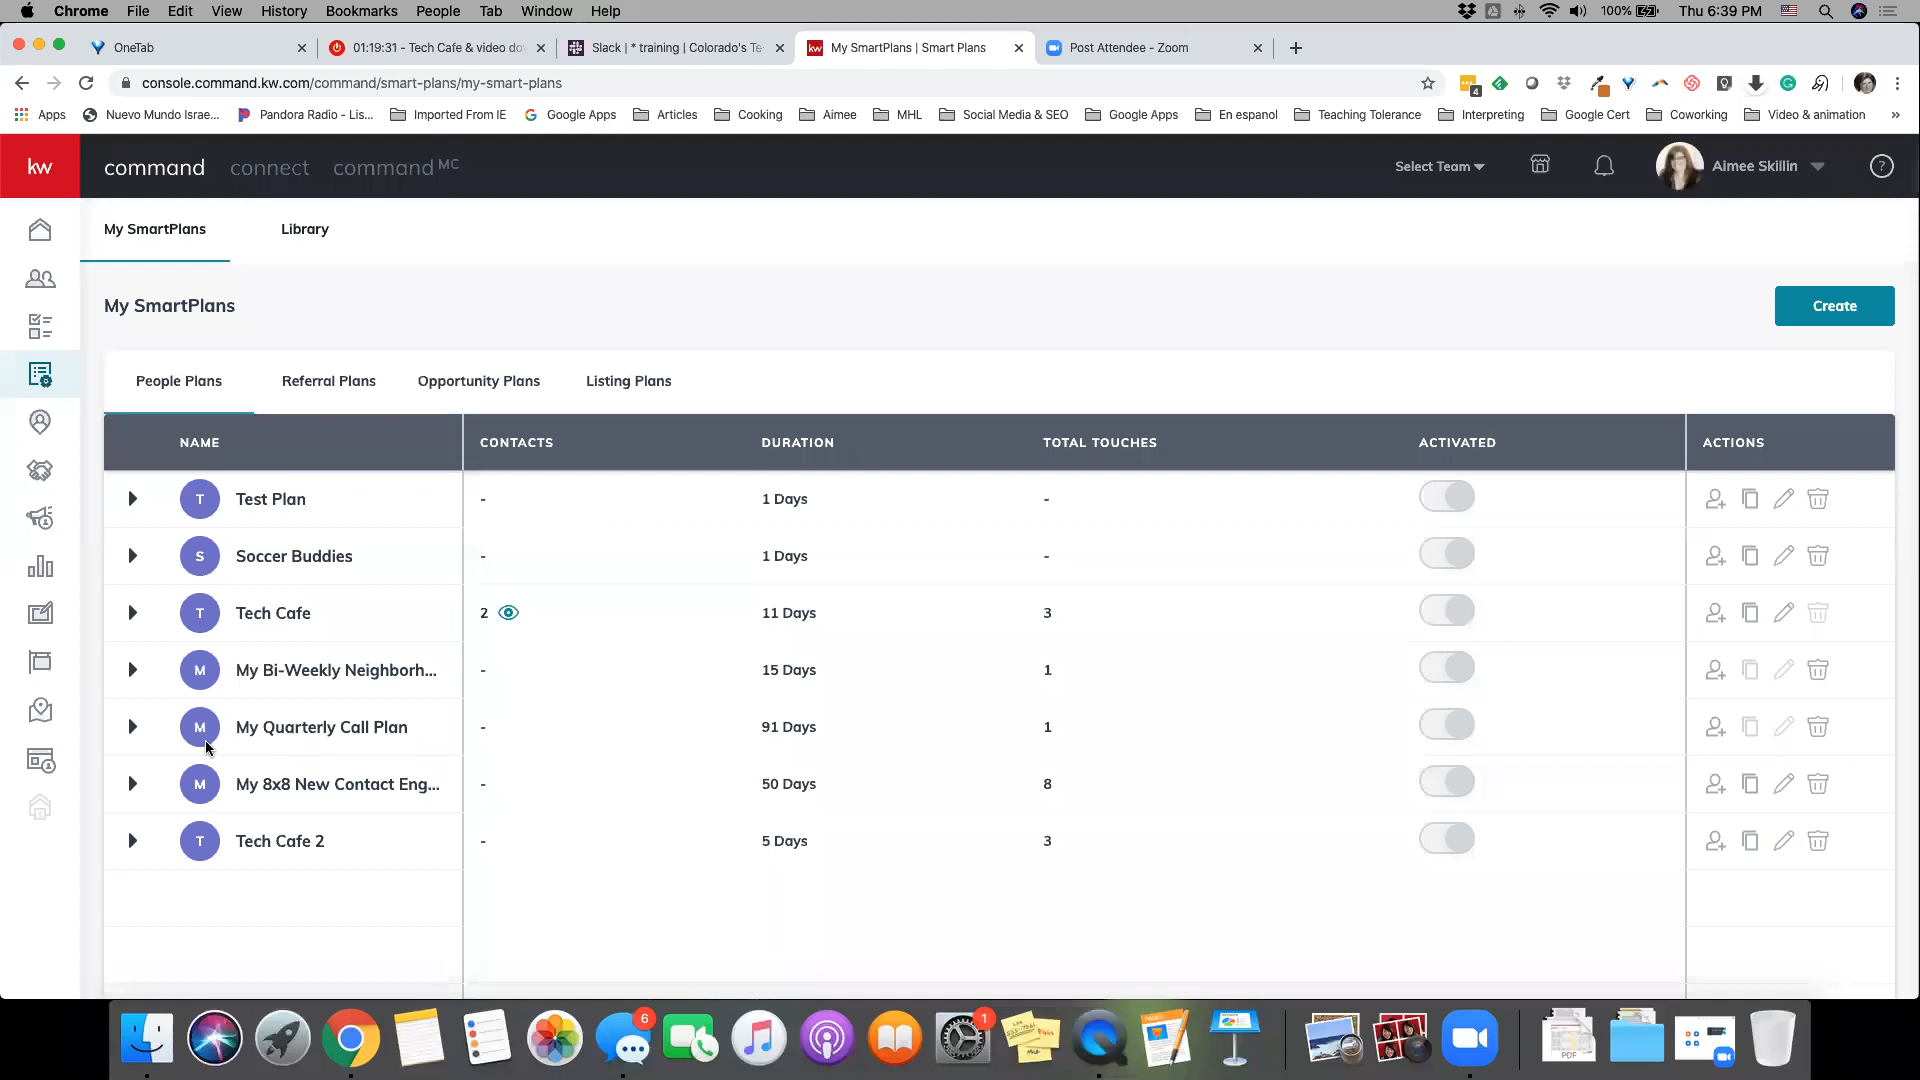 Chrome File Edit View History Bookmarks People Tab Window Help 100% Thu 6:39 PM
OneTab 01:19:31 - Tech Cafe & video do Slack | * training | Colorado's Te My SmartPlans | Smart Plans Post Attendee - Zoom
console.command.kw.com/command/smart-plans/my-smart-plans 4
Apps Nuevo Mundo Israe... Pandora Radio - Lis... Imported From IE Google Apps Articles Cooking Aimee MHL Social Media & SEO Google Apps En espanol Teaching Tolerance Interpreting Google Cert Coworking Video & animation »
kw command connect command MC Select Team Aimee Skillin ?
My SmartPlans Library
My SmartPlans Create
People Plans Referral Plans Opportunity Plans Listing Plans
NAME CONTACTS DURATION TOTAL TOUCHES ACTIVATED ACTIONS
T Test Plan - 1 Days -
S Soccer Buddies - 1 Days -
T Tech Cafe 2 11 Days 3
M My Bi-Weekly Neighborh... - 15 Days 1
M My Quarterly Call Plan - 91 Days 1
M My 8x8 New Contact Eng... - 50 Days 8
T Tech Cafe 2 - 5 Days 3
6 1
PDF